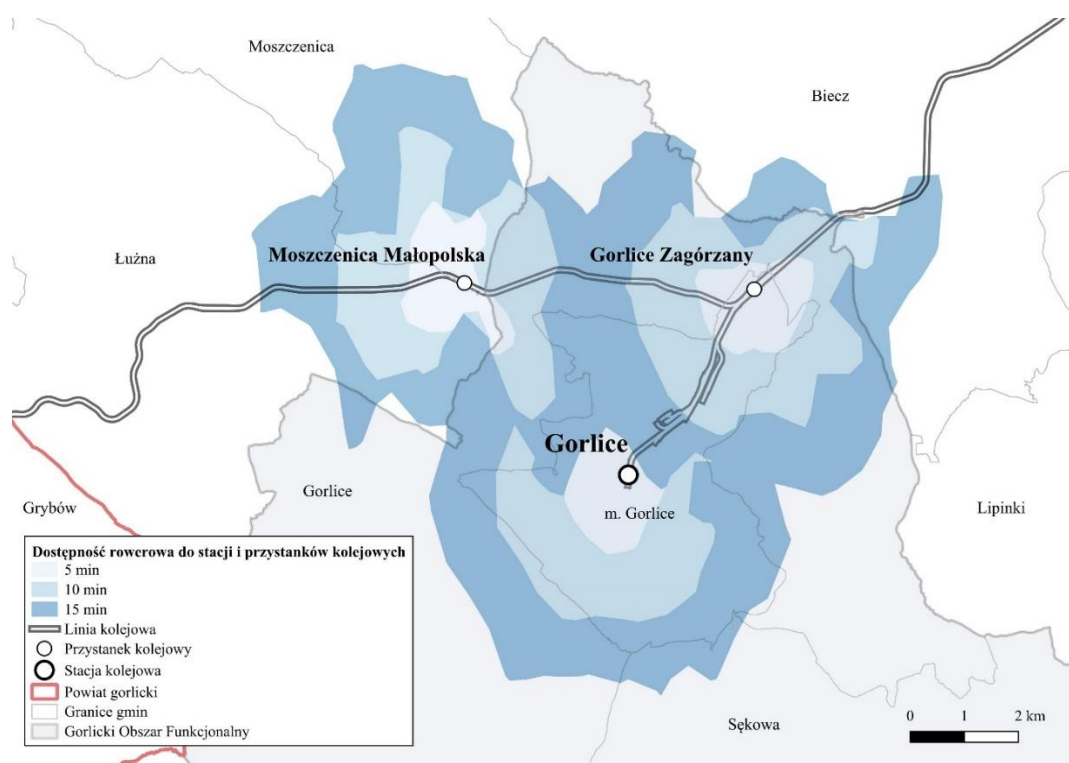 Moszczenica
Biecz
Łużna
Moszczenica Małopolska
Gorlice Zagórzany
Gorlice
Gorlice
m. Gorlice
Grybów
Lipinki
Sękowa
Dostępność rowerowa do stacji i przystanków kolejowych
5 min
10 min
15 min
Linia kolejowa
Przystanek kolejowy
Stacja kolejowa
Powiat gorlicki
Granice gmin
Gorlicki Obszar Funkcjonalny
0 1 2 km